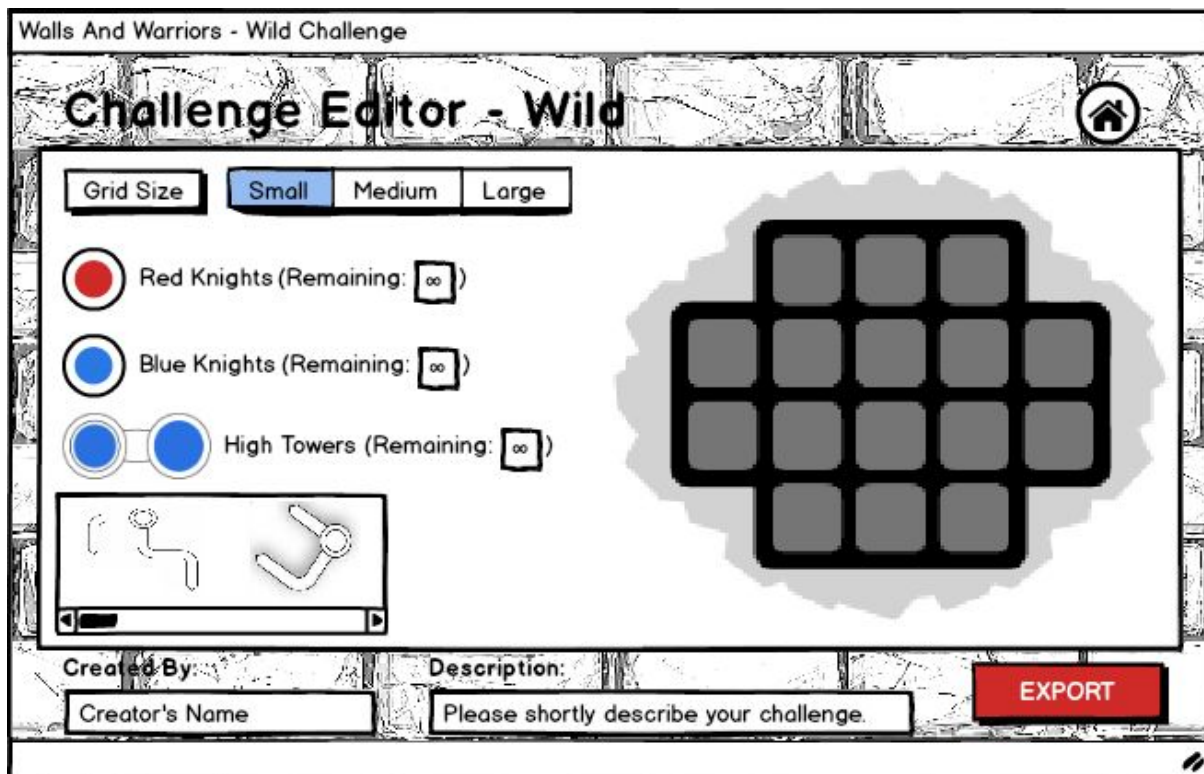 Walls And Warriors - Wild Challenge
Challenge Editor - Wild
Grid Size Small Medium Large
Red Knights (Remaining: ∞)
Blue Knights (Remaining: ∞)
High Towers (Remaining: ∞)
Created By: Description:
Creator's Name Please shortly describe your challenge.
EXPORT